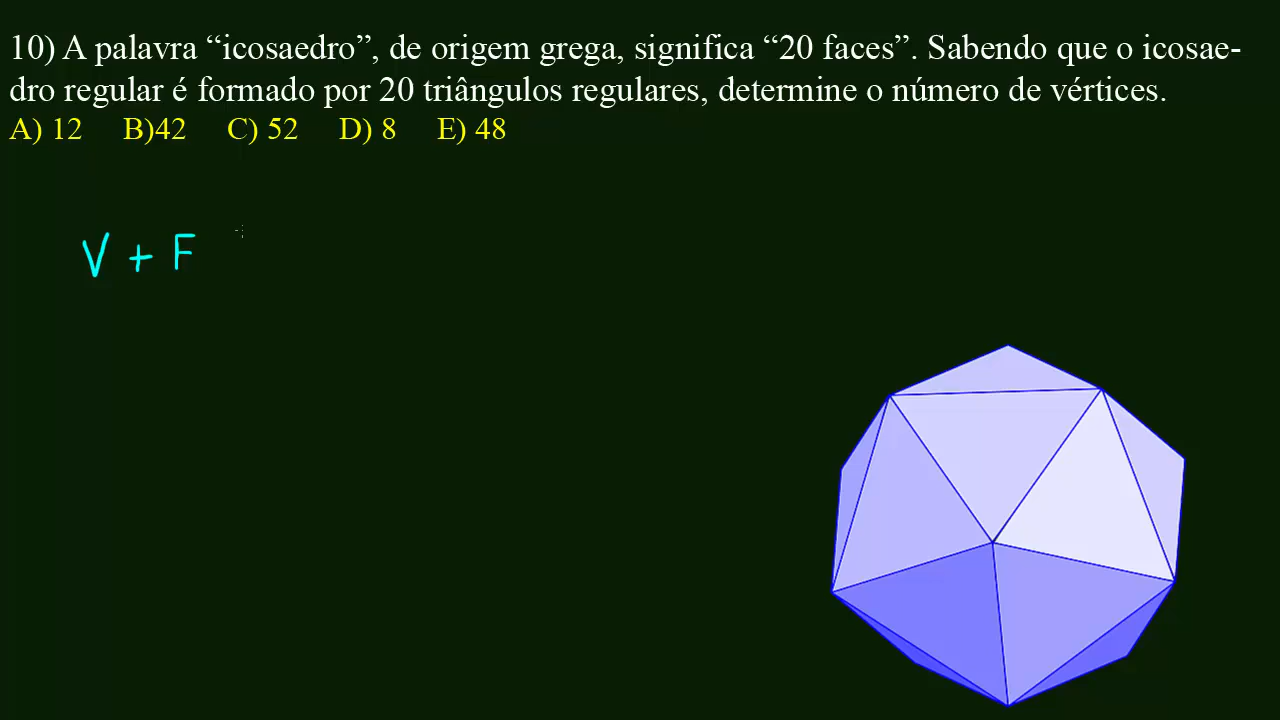 10) A palavra “icosaedro”, de origem grega, significa “20 faces”. Sabendo que o icosae-
dro regular é formado por 20 triângulos regulares, determine o número de vértices.
A) 12 B)42 C) 52 D) 8 E) 48
V + F